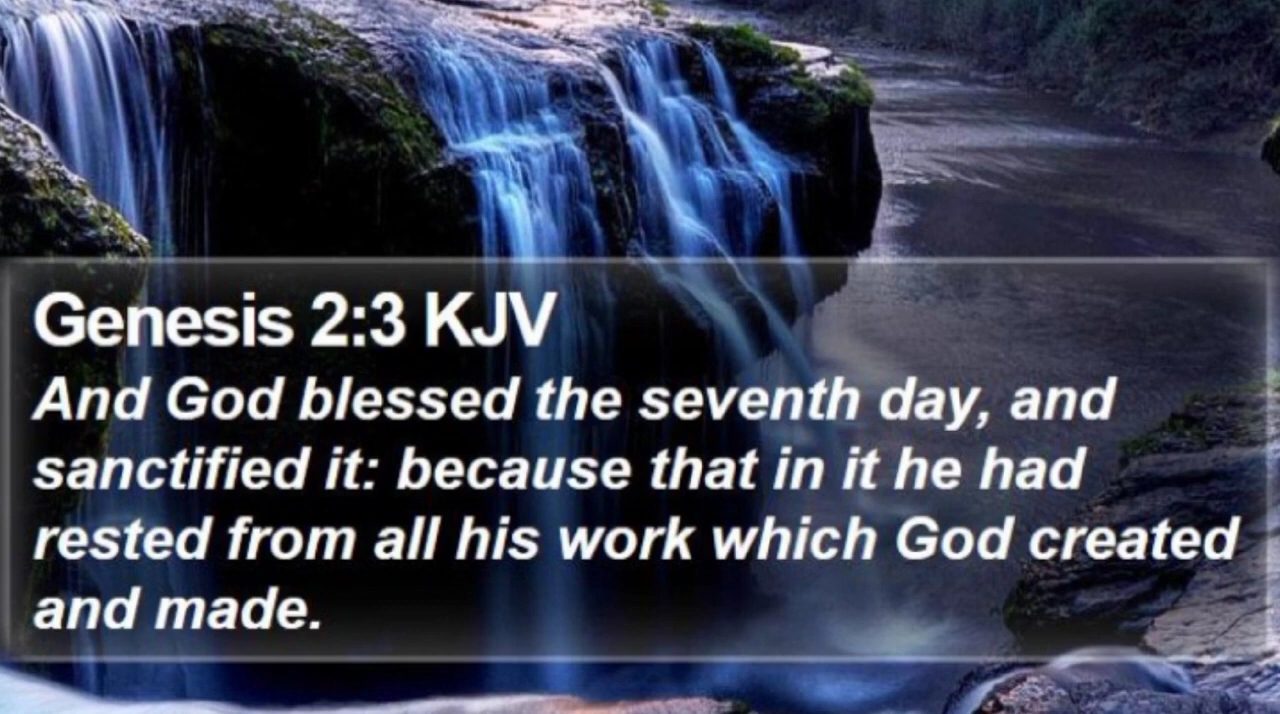 Genesis 2:3 KJV
And God blessed the seventh day, and
sanctified it: because that in it he had
rested from all his work which God created
and made.